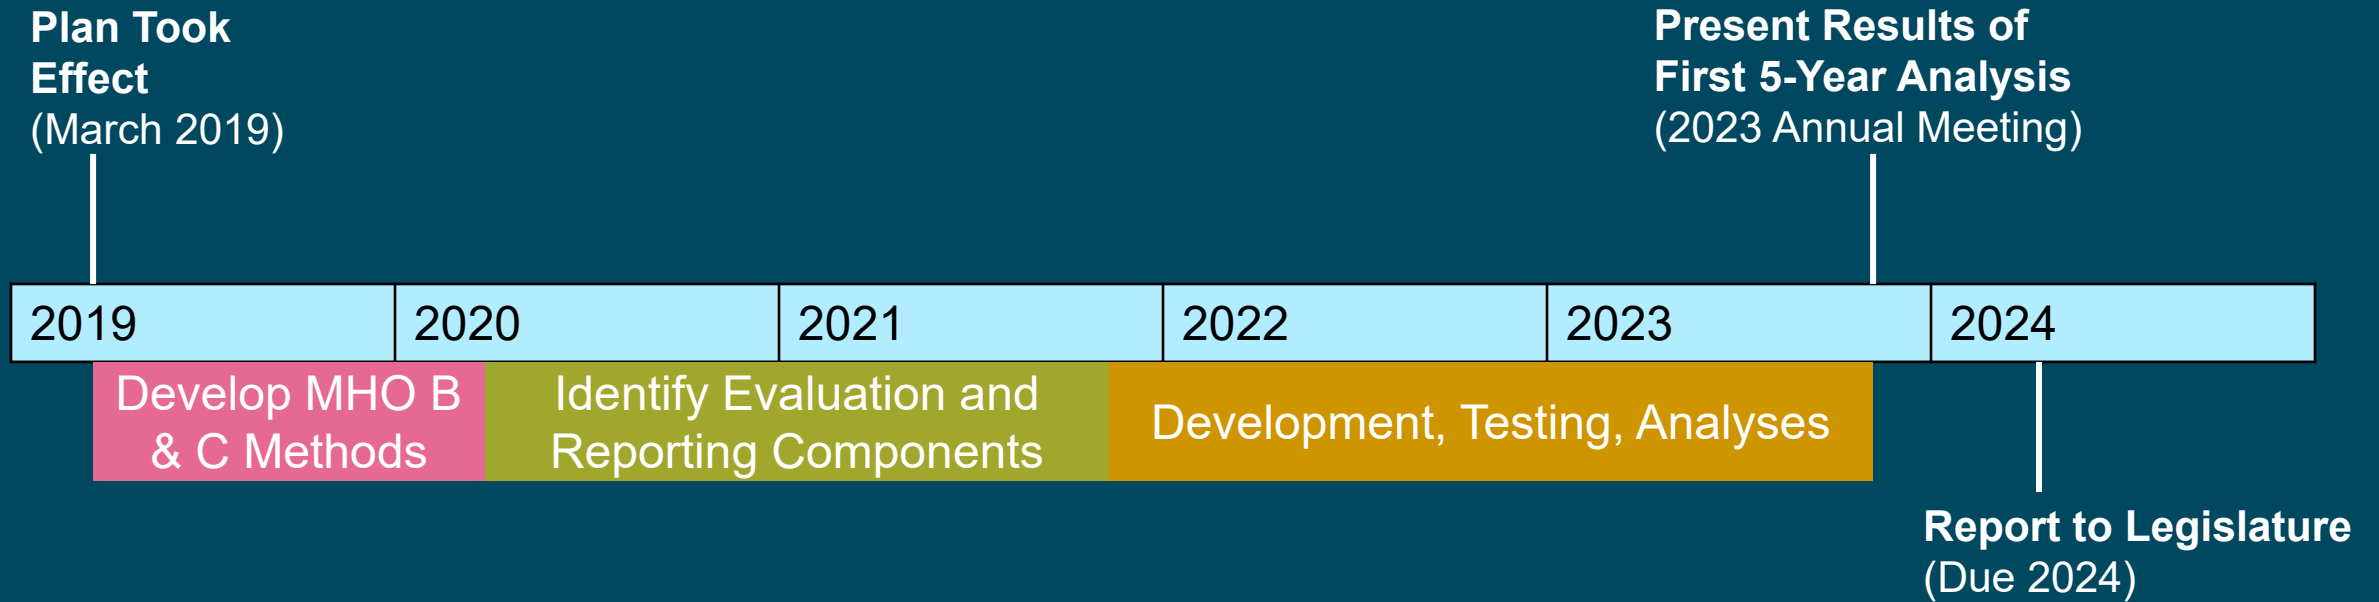 Plan Took
Effect
(March 2019)
Present Results of
First 5-Year Analysis
(2023 Annual Meeting)
2019
2020
2021
2022
2023
2024
Develop MHO B
& C Methods
Identify Evaluation and
Reporting Components
Development, Testing, Analyses
Report to Legislature
(Due 2024)